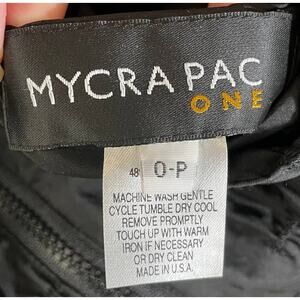 MYCRA PAC
ONE
48 O-P
MACHINE WASH GENTLE
CYCLE TUMBLE DRY COOL
REMOVE PROMPTLY
TOUCH UP WITH WARM
IRON IF NECESSARY
OR DRY CLEAN
MADE IN U.S.A.